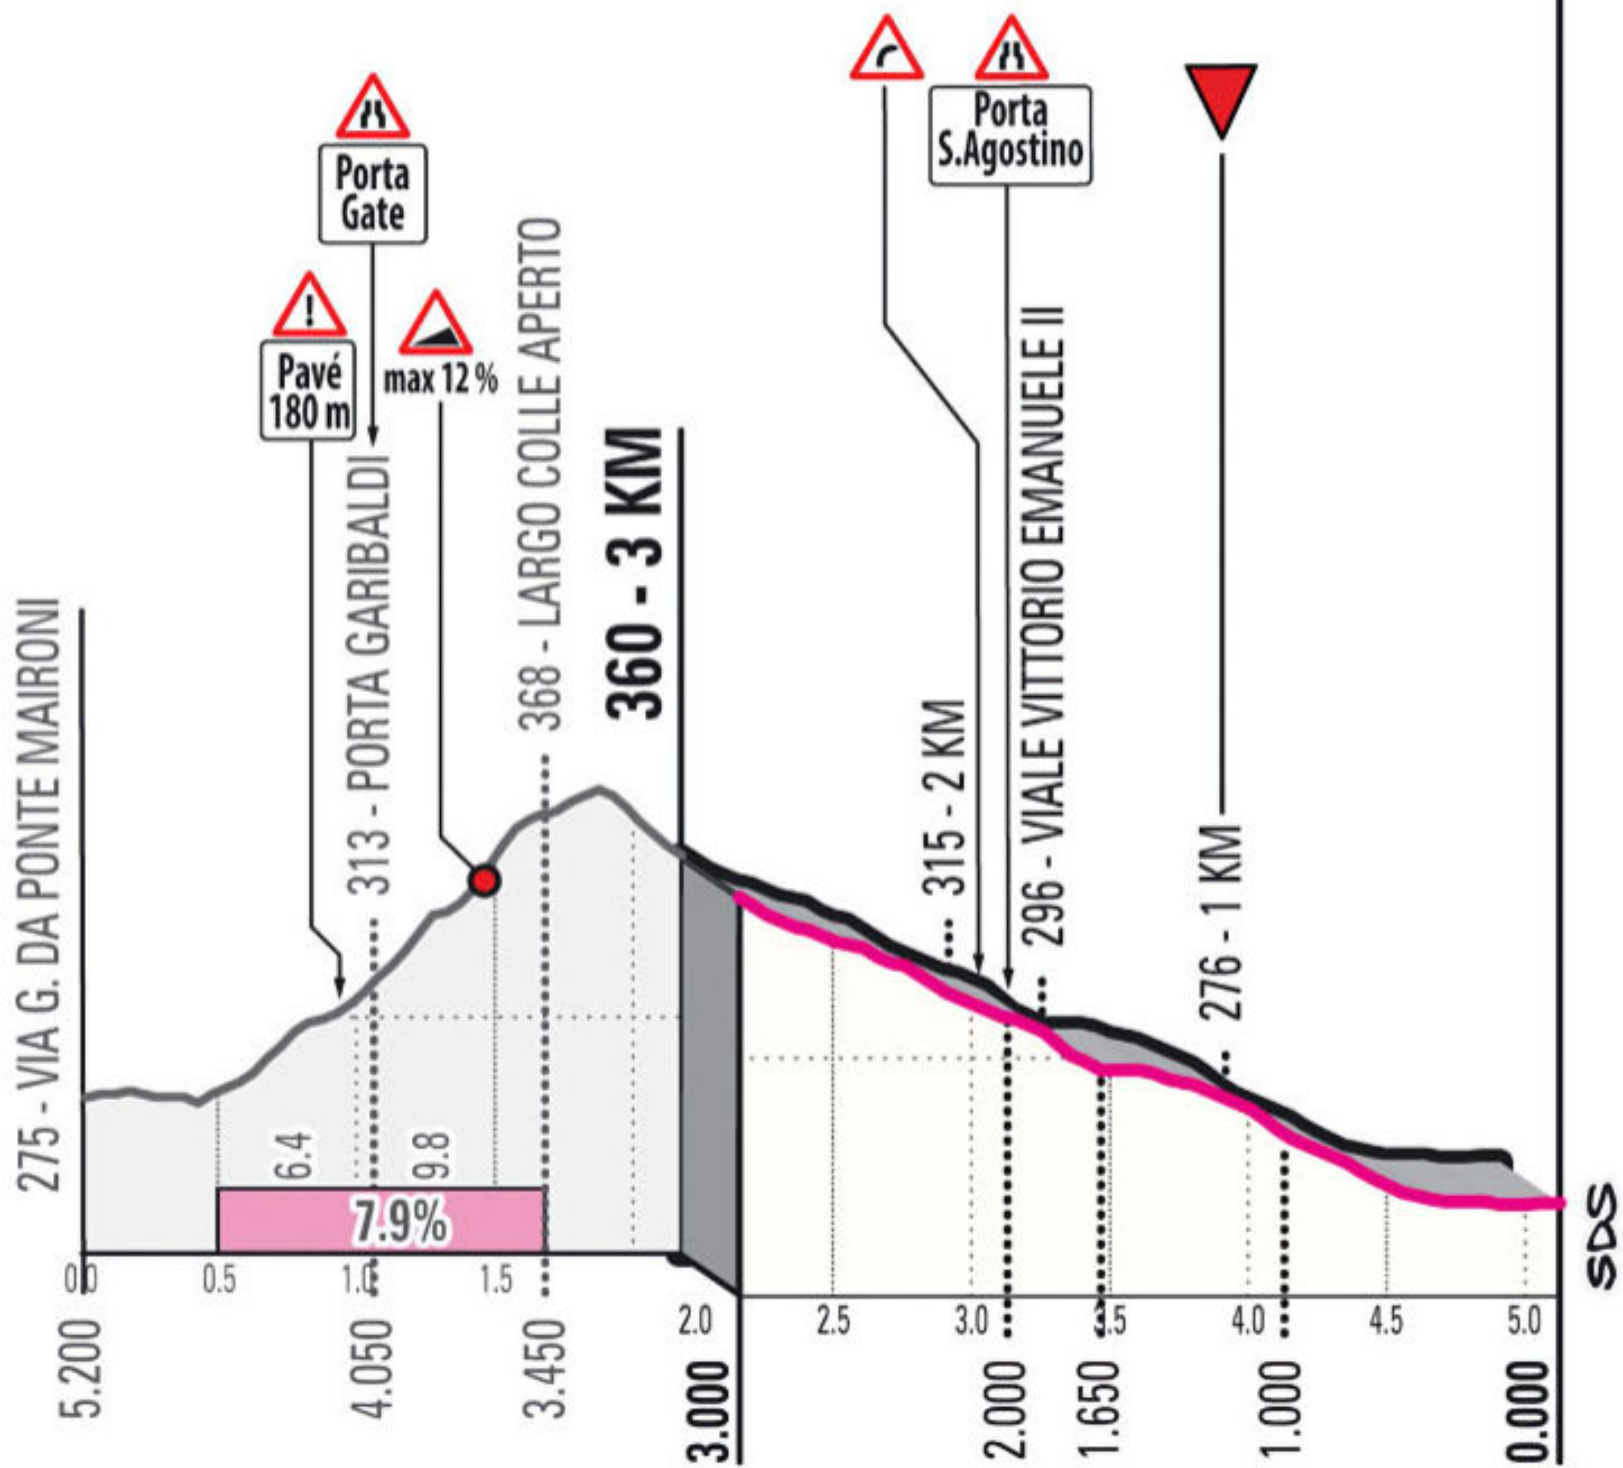 Porta
Gate
!
Pavé
180 m
max 12 %
Porta
S.Agostino
275 - VIA G. DA PONTE MAIRONI
313 - PORTA GARIBALDI
368 - LARGO COLLE APERTO
360 - 3 KM
315 - 2 KM
296 - VIALE VITTORIO EMANUELE II
276 - 1 KM
6.4
9.8
7.9%
0.0
0.5
1.0
1.5
2.0
2.5
3.0
3.5
4.0
4.5
5.0
5.200
4.050
3.450
3.000
2.000
1.650
1.000
0.000
SDS